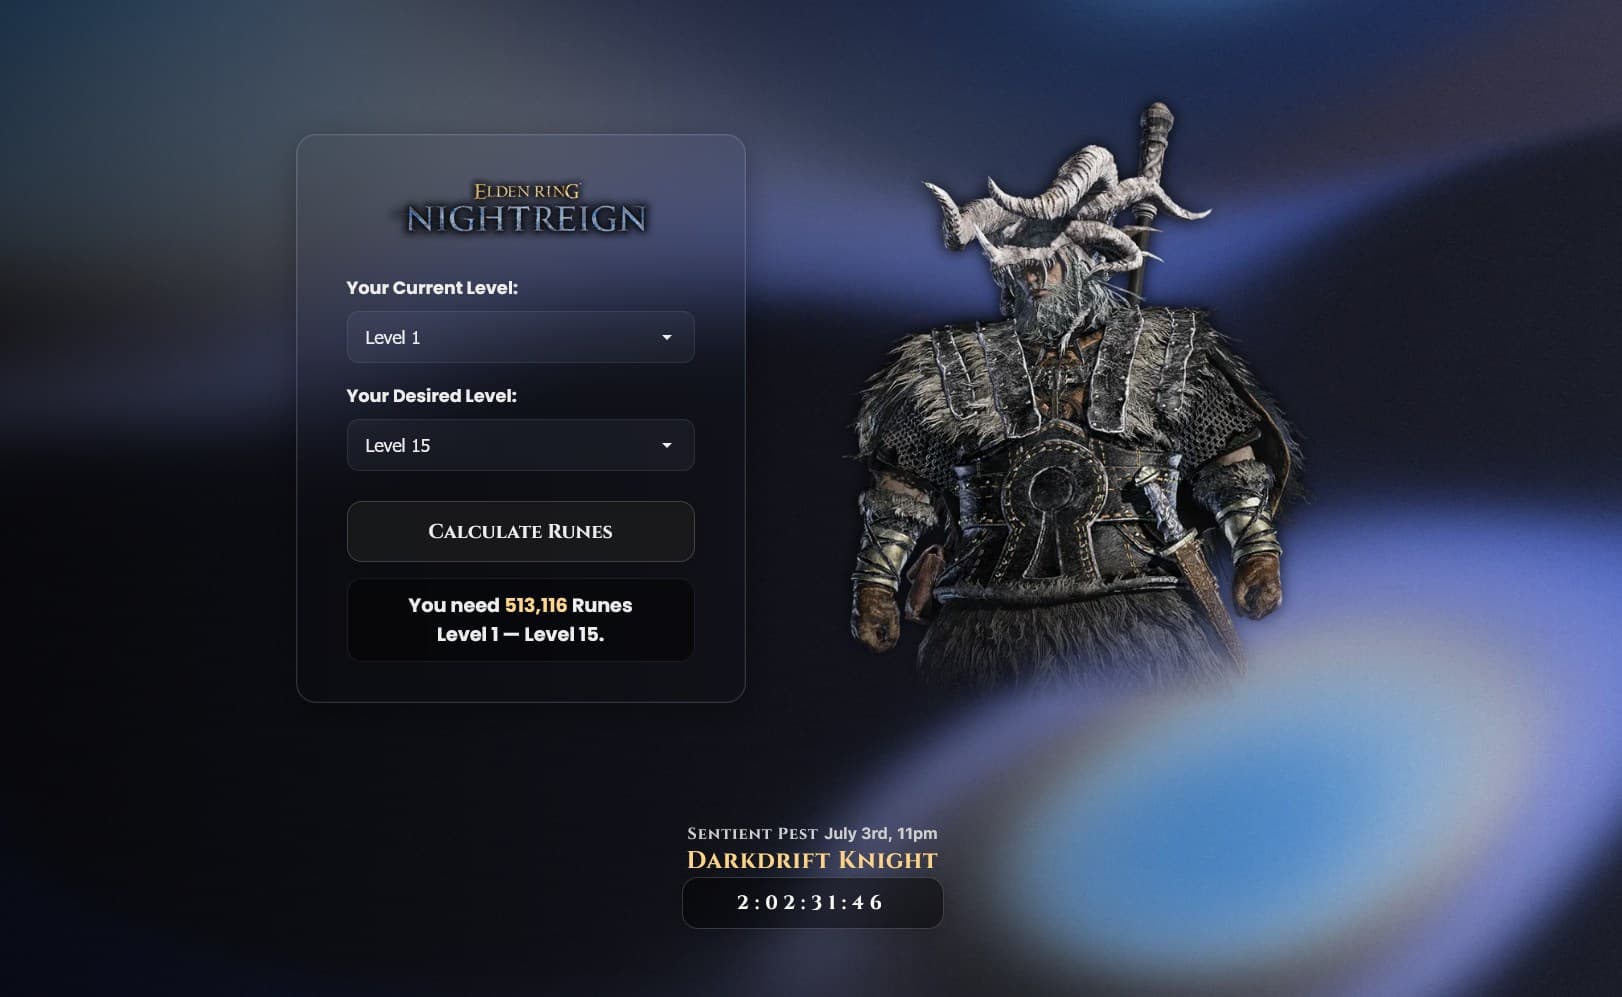 ELDEN RING
NIGHTREIGN
Your Current Level:
Level 1
Your Desired Level:
Level 15
Calculate Runes
You need 513,116 Runes
Level 1 — Level 15.
Sentient Pest July 3rd, 11pm
Darkdrift Knight
2:02:31:46